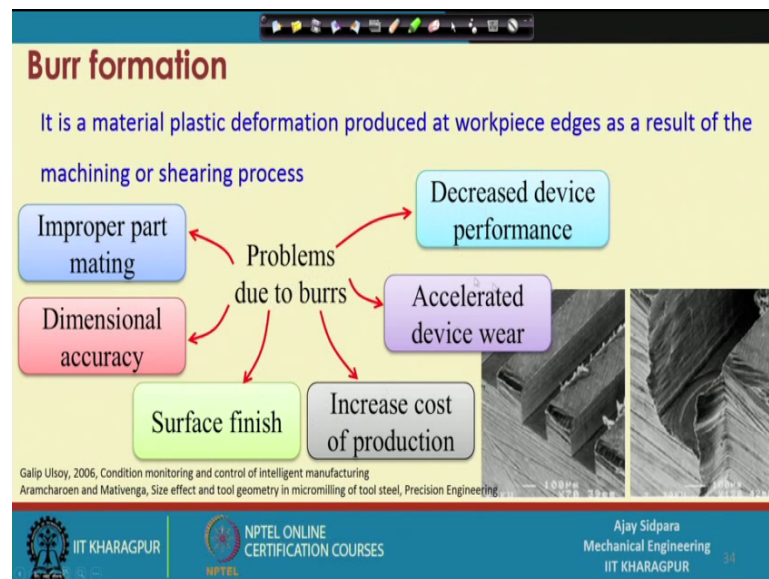 Burr formation
It is a material plastic deformation produced at workpiece edges as a result of the
machining or shearing process
Improper part
mating
Problems
due to burrs
Decreased device
performance
Dimensional
accuracy
Accelerated
device wear
Surface finish
Increase cost
of production
Galip Ulsoy, 2006, Condition monitoring and control of intelligent manufacturing
Aramcharoen and Mativenga, Size effect and tool geometry in micromilling of tool steel, Precision Engineering
100µm
100µm
IIT KHARAGPUR
NPTEL
NPTEL ONLINE
CERTIFICATION COURSES
Ajay Sidpara
Mechanical Engineering
IIT KHARAGPUR
34